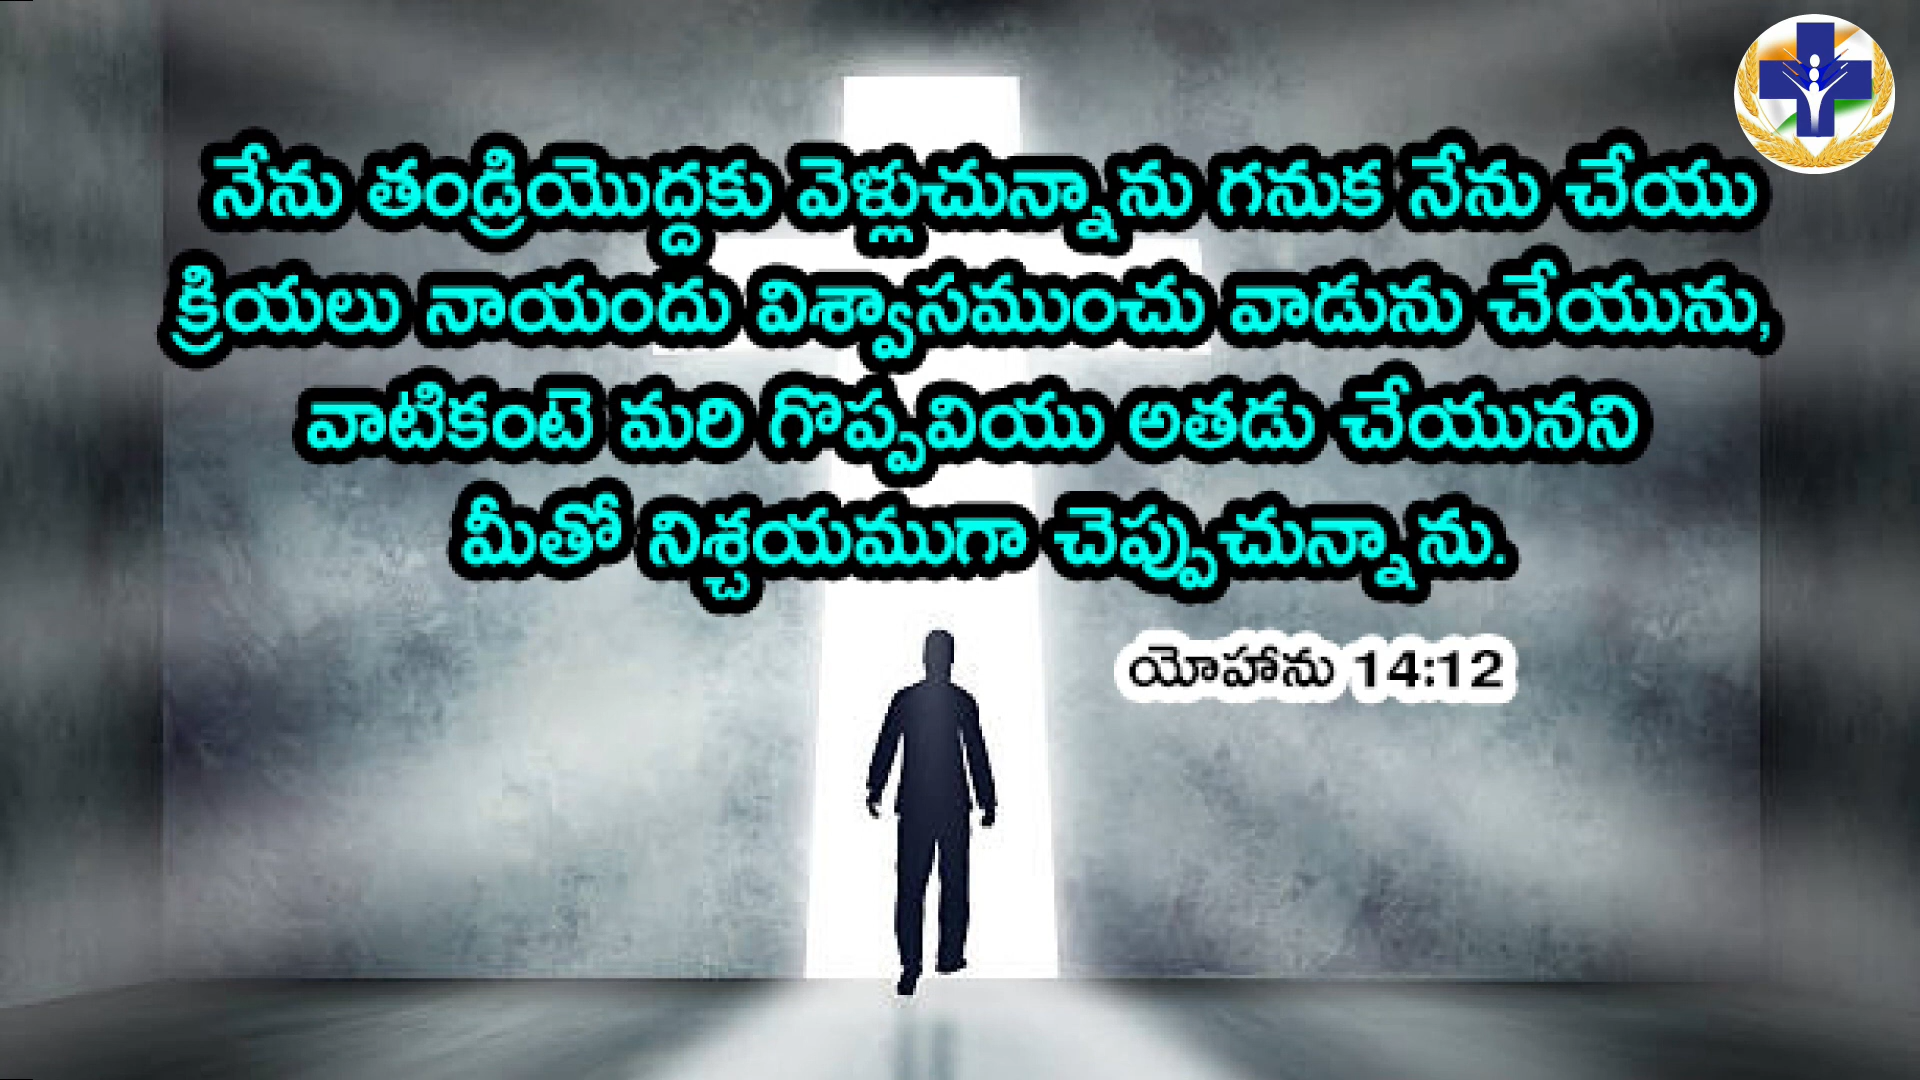 నేను తండ్రియొద్దకు వెళ్లుచున్నాను గనుక నేను చేయు
క్రియలు నాయందు విశ్వాసముంచు వాడును చేయును,
వాటికంటె మరి గొప్పవియు అతడు చేయునని
మీతో నిశ్చయముగా చెప్పుచున్నాను.
యోహాను 14:12